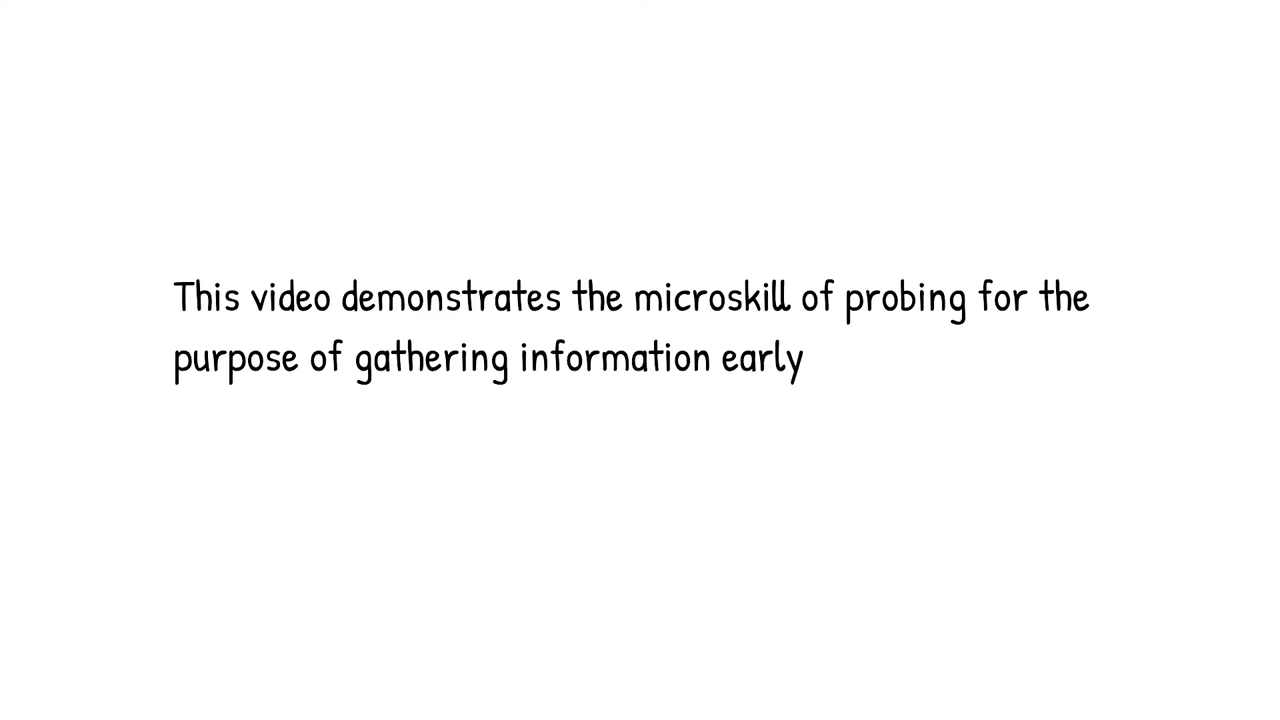 This video demonstrates the microskill of probing for the
purpose of gathering information early